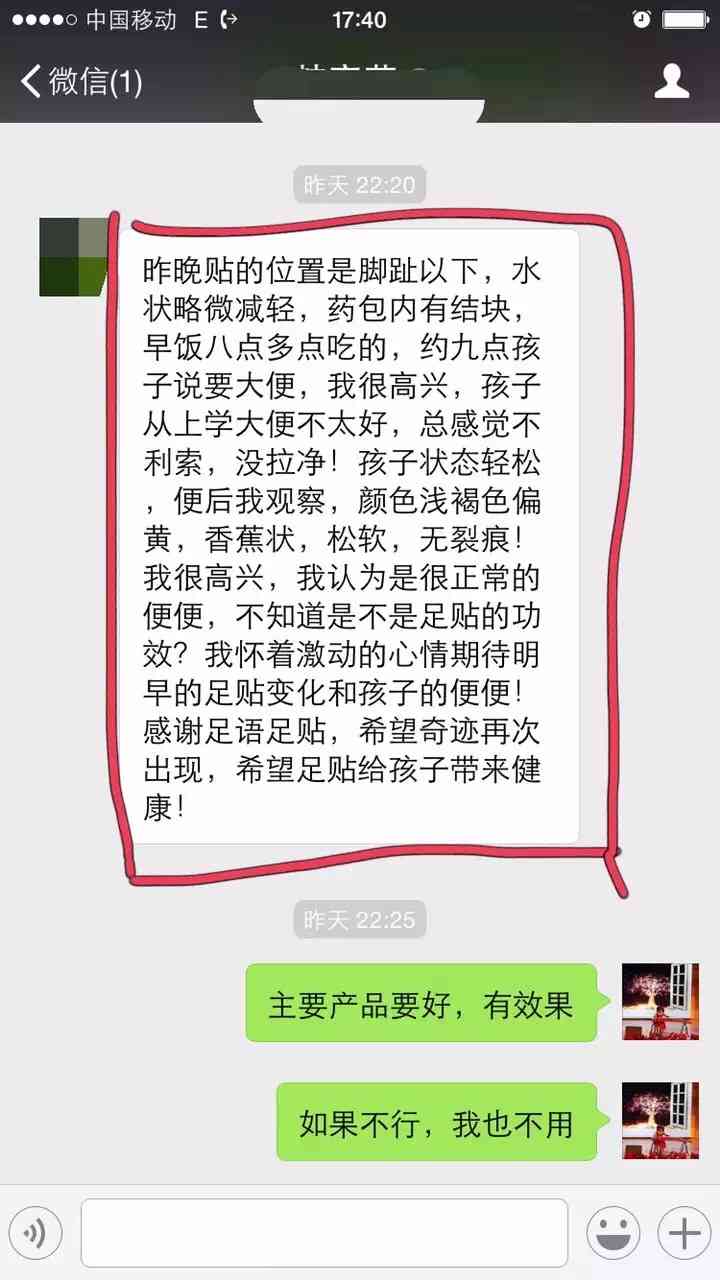 中国移动 E 17:40
微信(1)
昨天 22:20
昨晚贴的位置是脚趾以下，水
状略微减轻，药包内有结块，
早饭八点多点吃的，约九点孩
子说要大便，我很高兴，孩子
从上学大便不太好，总感觉不
利索，没拉净！孩子状态轻松
，便后我观察，颜色浅褐色偏
黄，香蕉状，松软，无裂痕！
我很高兴，我认为是很正常的
便便，不知道是不是足贴的功
效？我怀着激动的心情期待明
早的足贴变化和孩子的便便！
感谢足语足贴，希望奇迹再次
出现，希望足贴给孩子带来健
康！
昨天 22:25
主要产品要好，有效果
如果不行，我也不用